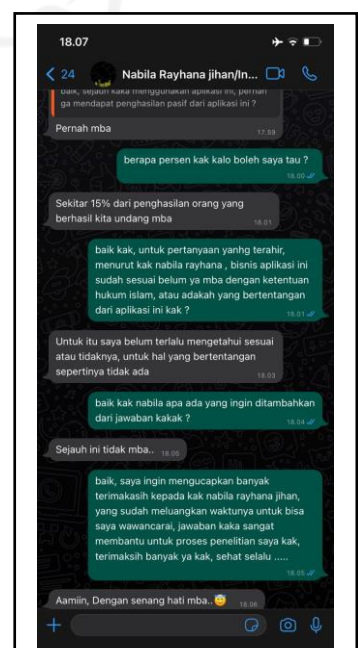 18.07
24
Nabila Rayhana jihan/In...
baik, sejauh kaka menggunakan aplikasi ini, pernah
ga mendapat penghasilan pasif dari aplikasi ini ?
Pernah mba
17.59
berapa persen kak kalo boleh saya tau ?
18.00
Sekitar 15% dari penghasilan orang yang
berhasil kita undang mba
18.01
baik kak, untuk pertanyaan yanhg terahir,
menurut kak nabila rayhana , bisnis aplikasi ini
sudah sesuai belum ya mba dengan ketentuan
hukum islam, atau adakah yang bertentangan
dari aplikasi ini kak ?
18.01
Untuk itu saya belum terlalu mengetahui sesuai
atau tidaknya, untuk hal yang bertentangan
sepertinya tidak ada
18.03
baik kak nabila apa ada yang ingin ditambahkan
dari jawaban kakak ?
18.04
Sejauh ini tidak mba..
18.05
baik, saya ingin mengucapkan banyak
terimakasih kepada kak nabila rayhana jihan,
yang sudah meluangkan waktunya untuk bisa
saya wawancarai, jawaban kaka sangat
membantu untuk proses penelitian saya kak,
terimaksih banyak ya kak, sehat selalu .....
18.05
Aamiin, Dengan senang hati mba..😇
18.06